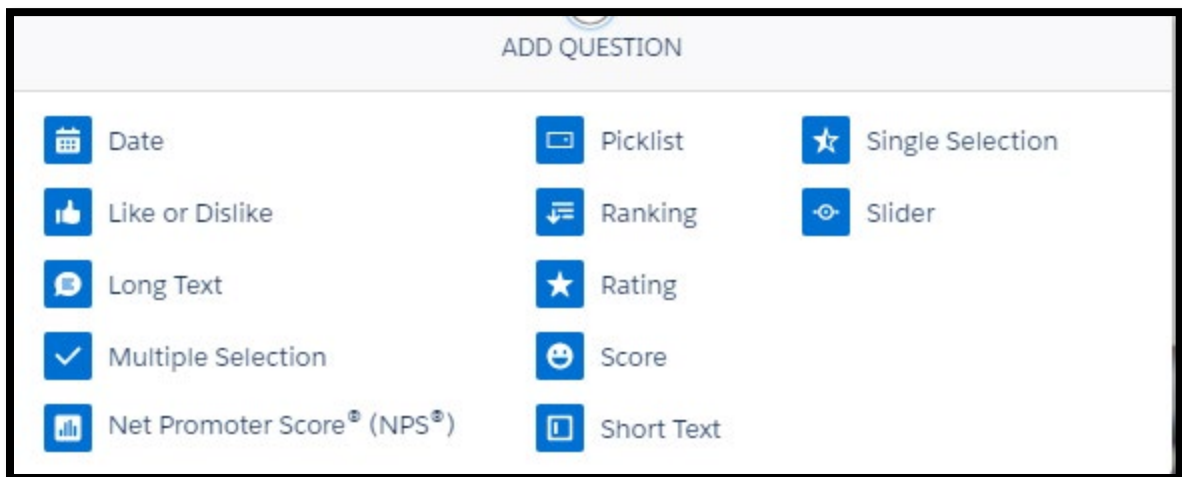 ADD QUESTION
Date
Like or Dislike
Long Text
Multiple Selection
Net Promoter Score® (NPS®)
Picklist
Ranking
Rating
Score
Short Text
Single Selection
Slider